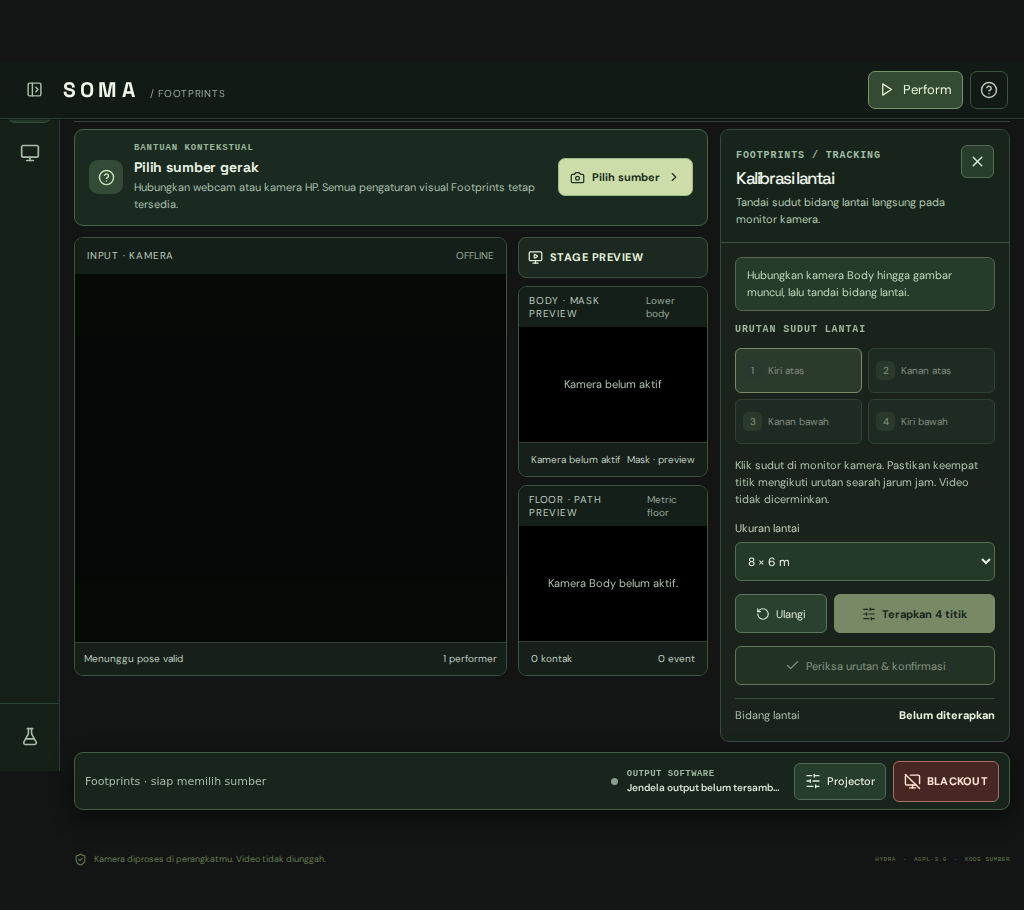 SOMA / FOOTPRINTS
Perform
BANTUAN KONTEKSTUAL
Pilih sumber gerak
Hubungkan webcam atau kamera HP. Semua pengaturan visual Footprints tetap
tersedia.
Pilih sumber
INPUT · KAMERA
OFFLINE
Menunggu pose valid
1 performer
STAGE PREVIEW
BODY · MASK
PREVIEW
Lower
body
Kamera belum aktif
Kamera belum aktif
Mask · preview
FLOOR · PATH
PREVIEW
Metric
floor
Kamera Body belum aktif.
0 kontak
0 event
FOOTPRINTS / TRACKING
Kalibrasi lantai
Tandai sudut bidang lantai langsung pada
monitor kamera.
Hubungkan kamera Body hingga gambar
muncul, lalu tandai bidang lantai.
URUTAN SUDUT LANTAI
1 Kiri atas
2 Kanan atas
3 Kanan bawah
4 Kiri bawah
Klik sudut di monitor kamera. Pastikan keempat
titik mengikuti urutan searah jarum jam. Video
tidak dicerminkan.
Ukuran lantai
8 × 6 m
Ulangi
Terapkan 4 titik
Periksa urutan & konfirmasi
Bidang lantai
Belum diterapkan
Footprints · siap memilih sumber
OUTPUT SOFTWARE
Jendela output belum tersamb…
Projector
BLACKOUT
Kamera diproses di perangkatmu. Video tidak diunggah.
HYDRA · AGPL-3.0 · KODE SUMBER